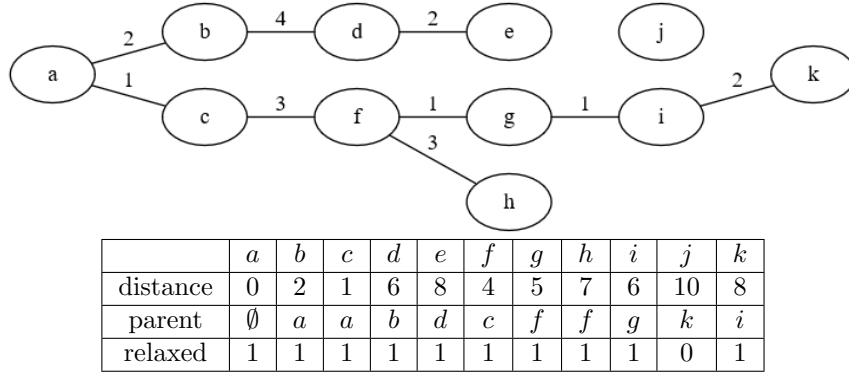 b 4 d 2 e j
2
a k
1 2
c 3 f 1 g 1 i
3
h
a b c d e f g h i j k
distance 0 2 1 6 8 4 5 7 6 10 8
parent ∅ a a b d c f f g k i
relaxed 1 1 1 1 1 1 1 1 1 0 1